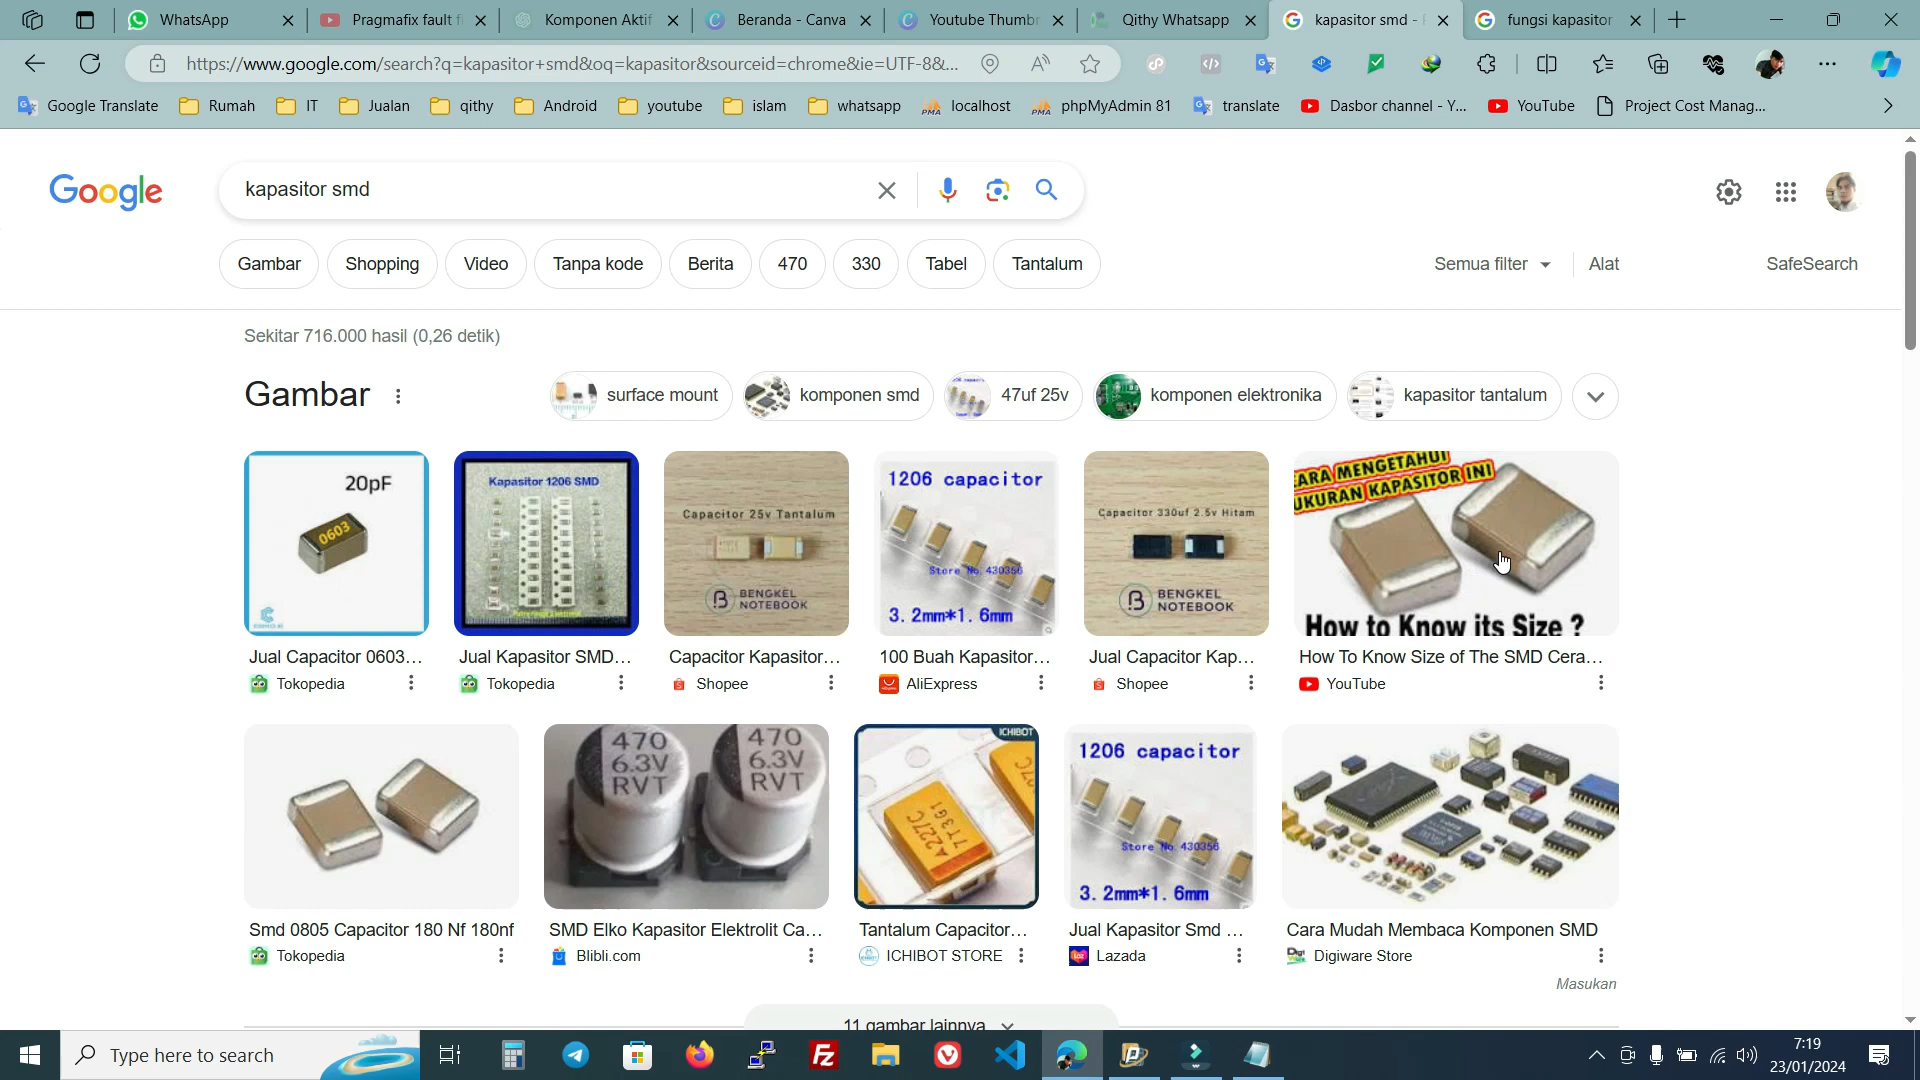 WhatsApp
Pragmafix fault fi
Komponen Aktif
Beranda - Canva
Youtube Thumbn
Qithy Whatsapp
kapasitor smd -
fungsi kapasitor
https://www.google.com/search?q=kapasitor+smd&oq=kapasitor&sourceid=chrome&ie=UTF-8&...
Google Translate
Rumah
IT
Jualan
qithy
Android
youtube
islam
whatsapp
localhost
phpMyAdmin 81
translate
Dasbor channel - Y...
YouTube
Project Cost Manag...
Google
kapasitor smd
Gambar
Shopping
Video
Tanpa kode
Berita
470
330
Tabel
Tantalum
Semua filter
Alat
SafeSearch
Sekitar 716.000 hasil (0,26 detik)
Gambar
surface mount
komponen smd
47uf 25v
komponen elektronika
kapasitor tantalum
20pF
0603
Kapasitor 1206 SMD
Capacitor 25v Tantalum
BENGKEL
NOTEBOOK
1206 capacitor
Store No 430356
3.2mm*1.6mm
Capacitor 330uf 2.5v Hitam
BENGKEL
NOTEBOOK
CARA MENGETAHUI
UKURAN KAPASITOR INI
How to Know its Size ?
Jual Capacitor 0603...
Tokopedia
Jual Kapasitor SMD...
Tokopedia
Capacitor Kapasitor...
Shopee
100 Buah Kapasitor...
AliExpress
Jual Capacitor Kap...
Shopee
How To Know Size of The SMD Cera...
YouTube
470
6.3V
RVT
470
6.3V
RVT
ICHIBOT
227C
7T3G1
1206 capacitor
Store No 430356
3.2mm*1.6mm
Smd 0805 Capacitor 180 Nf 180nf
Tokopedia
SMD Elko Kapasitor Elektrolit Ca...
Blibli.com
Tantalum Capacitor...
ICHIBOT STORE
Jual Kapasitor Smd ...
Lazada
Cara Mudah Membaca Komponen SMD
Digiware Store
Masukan
11 gambar lainnya
Type here to search
7:19
23/01/2024